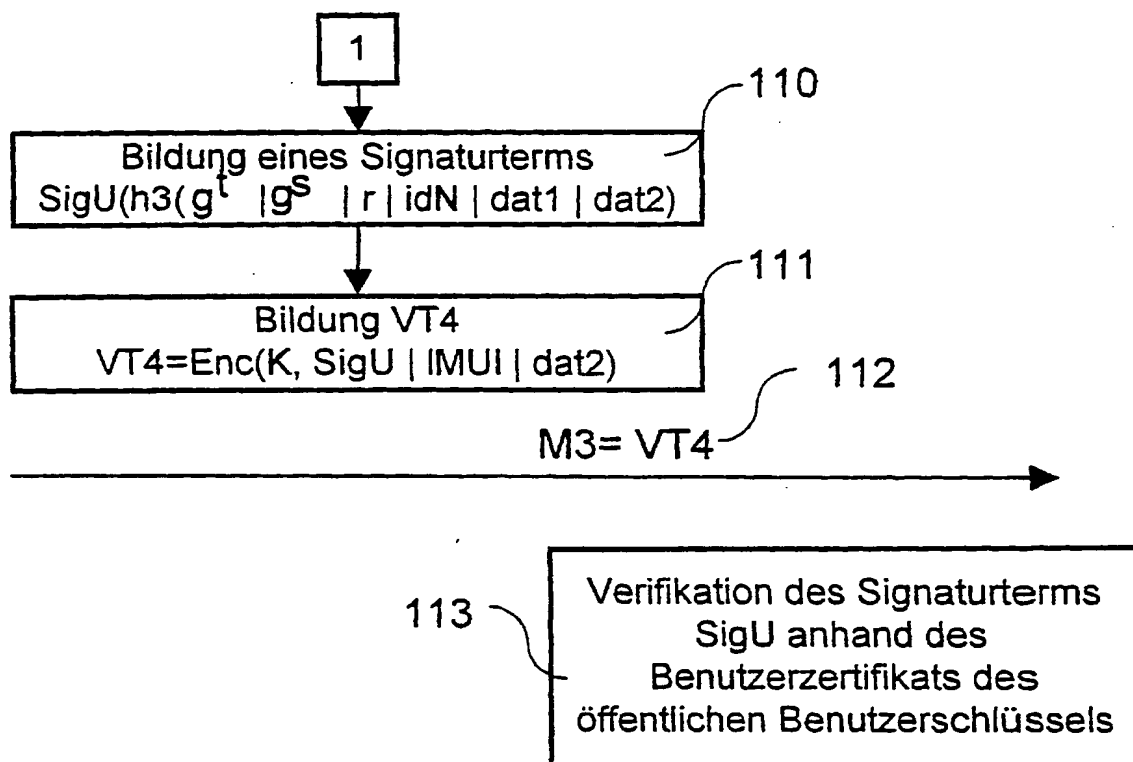 1
110
Bildung eines Signaturterms
SigU(h3( g^t | g^s | r | idN | dat1 | dat2)
111
Bildung VT4
VT4=Enc(K, SigU | IMUI | dat2)
112
M3= VT4
113
Verifikation des Signaturterms
SigU anhand des
Benutzerzertifikats des
öffentlichen Benutzerschlüssels